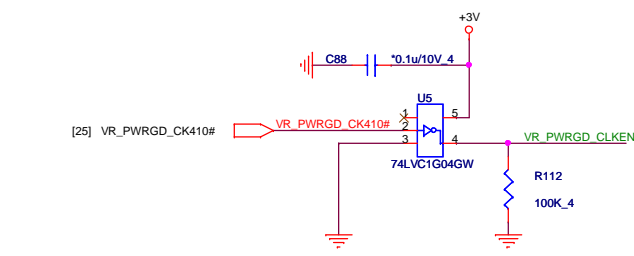 +3V
C88 *0.1u/10V_4
U5
1 5
[25] VR_PWRGD_CK410# VR_PWRGD_CK410# 2
3 4 VR_PWRGD_CLKEN
74LVC1G04GW
R112
100K_4